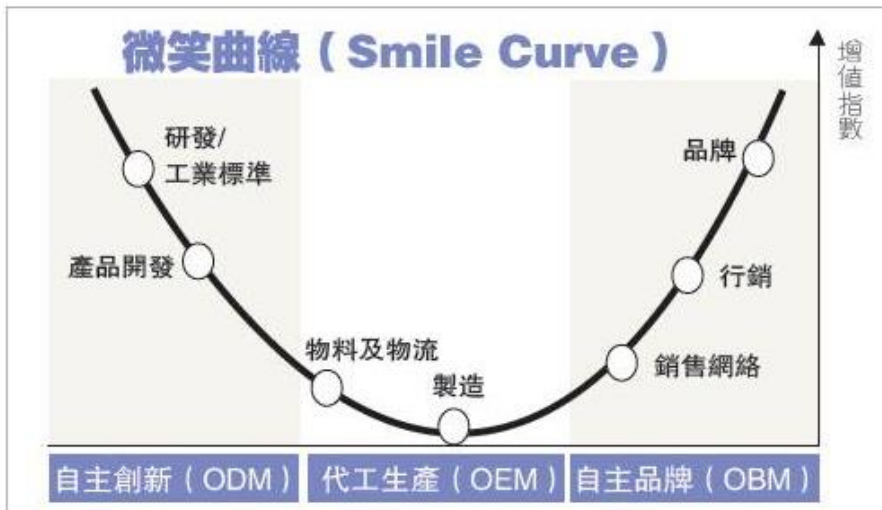 微笑曲線（Smile Curve）
增值指數
研發/
工業標準
品牌
產品開發
行銷
物料及物流
製造
銷售網絡
自主創新（ODM）
代工生產（OEM）
自主品牌（OBM）